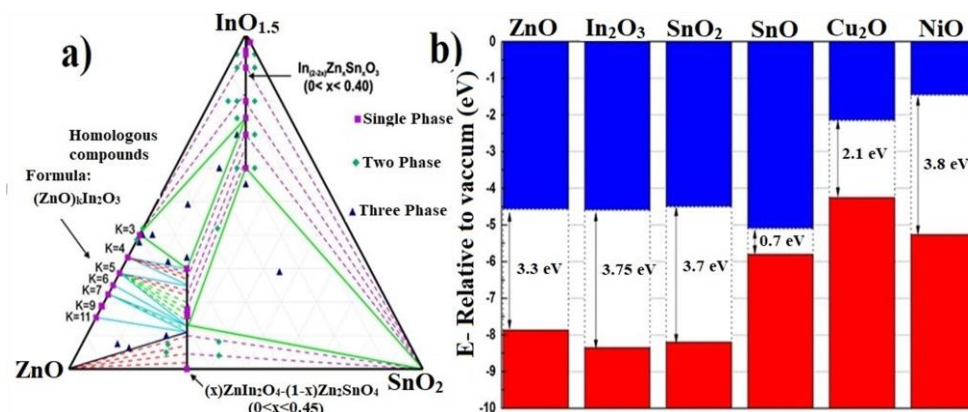 a)
InO1.5
In(2-2x)ZnxSnxO3
(0< x< 0.40)
Single Phase
Two Phase
Three Phase
Homologous
compounds
Formula:
(ZnO)kIn2O3
K=3
K=4
K=5
K=6
K=7
K=9
K=11
ZnO
SnO2
(x)ZnIn2O4-(1-x)Zn2SnO4
(0<x<0.45)
b)
ZnO In2O3 SnO2 SnO Cu2O NiO
E- Relative to vaccum (eV)
0
-1
-2
-3
-4
-5
-6
-7
-8
-9
-10
3.3 eV
3.75 eV
3.7 eV
0.7 eV
2.1 eV
3.8 eV